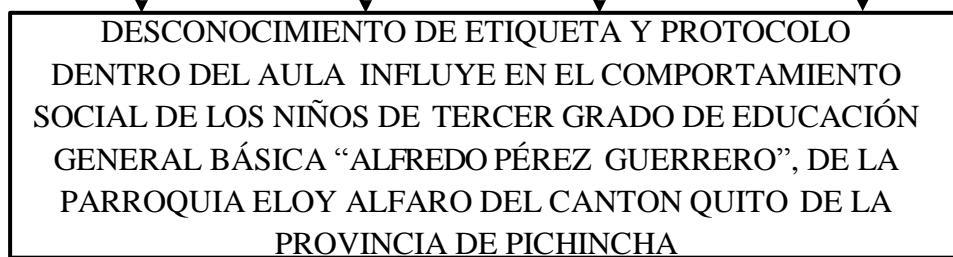 DESCONOCIMIENTO DE ETIQUETA Y PROTOCOLO
DENTRO DEL AULA INFLUYE EN EL COMPORTAMIENTO
SOCIAL DE LOS NIÑOS DE TERCER GRADO DE EDUCACIÓN
GENERAL BÁSICA “ALFREDO PÉREZ GUERRERO”, DE LA
PARROQUIA ELOY ALFARO DEL CANTON QUITO DE LA
PROVINCIA DE PICHINCHA